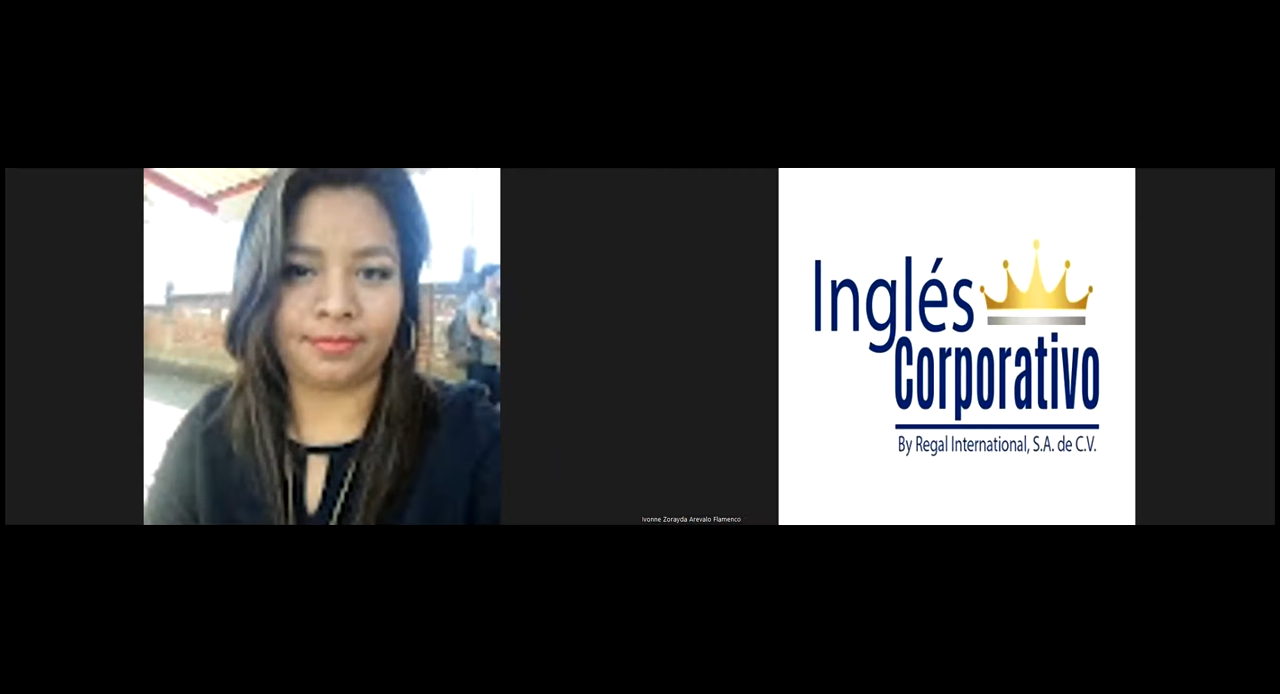 Inglés
Corporativo
By Regal International, S.A. de C.V.
Ivonne Zorayda Arevalo Flamenco